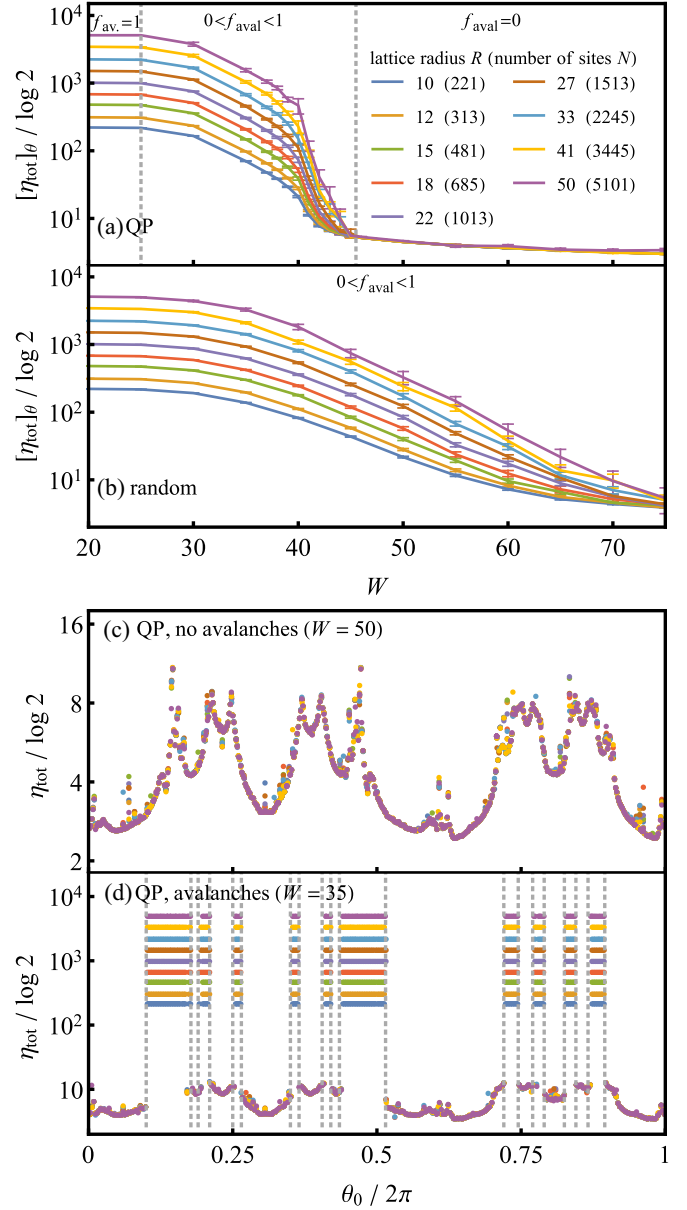 f_av.=1 0<f_aval<1 f_aval=0
10^4
lattice radius R (number of sites N)
10 (221) 27 (1513)
12 (313) 33 (2245)
15 (481) 41 (3445)
18 (685) 50 (5101)
22 (1013)
10^3
10^2
10^1
[η_tot]_θ / log 2
(a) QP
0<f_aval<1
10^4
10^3
10^2
10^1
[η_tot]_θ / log 2
(b) random
20 30 40 50 60 70
W
(c) QP, no avalanches (W = 50)
16
8
4
2
η_tot / log 2
(d) QP, avalanches (W = 35)
10^4
10^3
10^2
10
η_tot / log 2
0 0.25 0.5 0.75 1
θ_0 / 2π